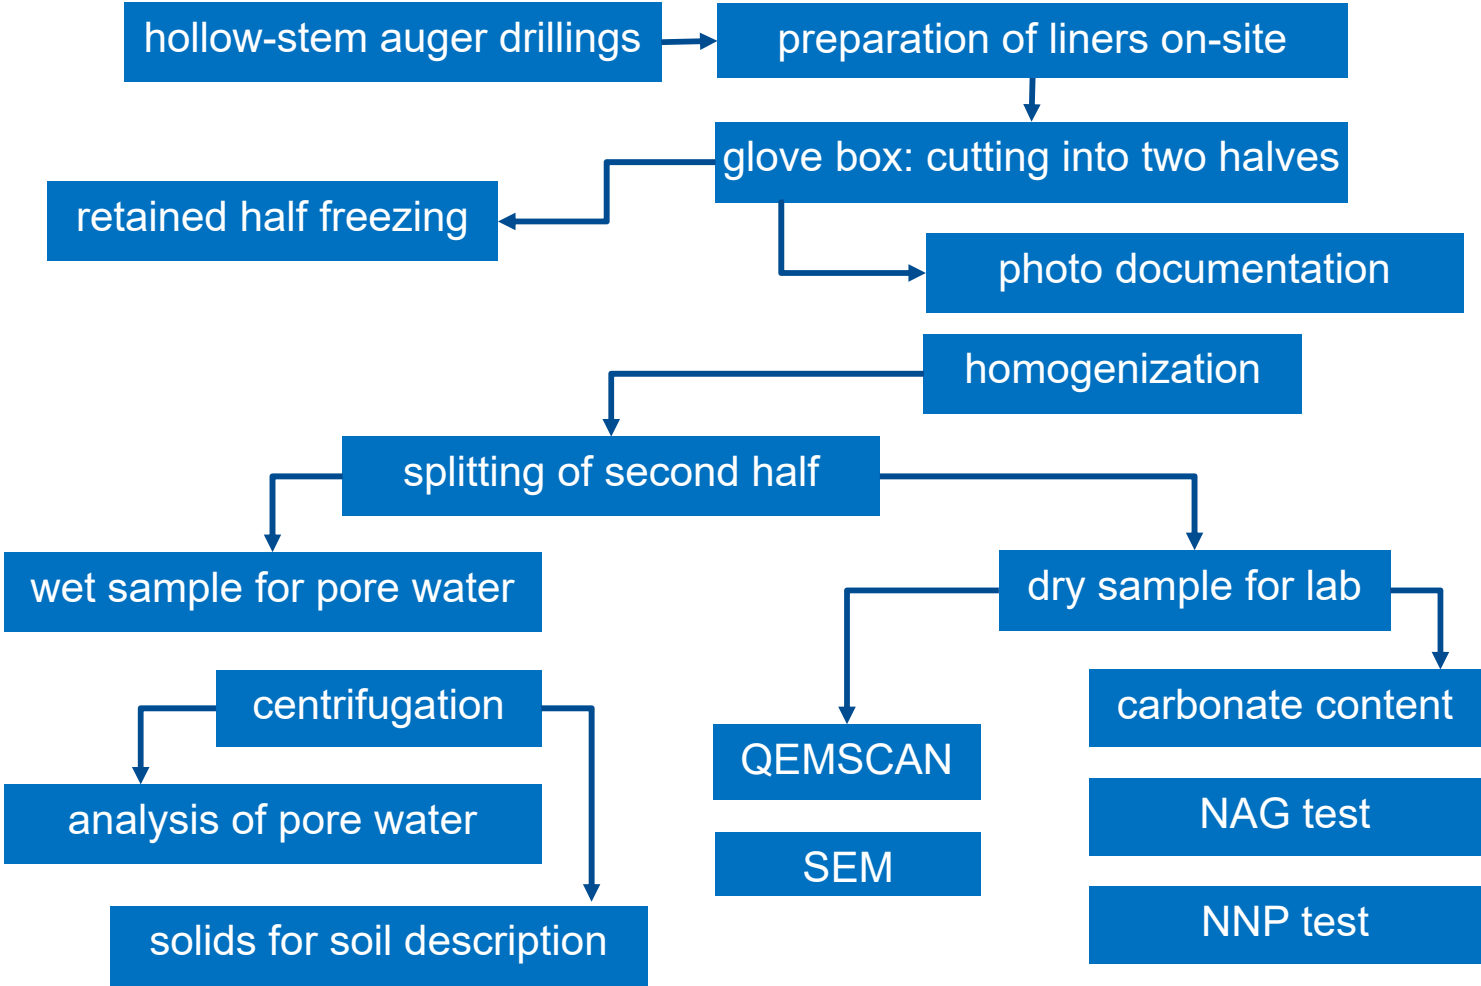 hollow-stem auger drillings
preparation of liners on-site
glove box: cutting into two halves
retained half freezing
photo documentation
homogenization
splitting of second half
wet sample for pore water
dry sample for lab
centrifugation
carbonate content
QEMSCAN
analysis of pore water
NAG test
SEM
NNP test
solids for soil description